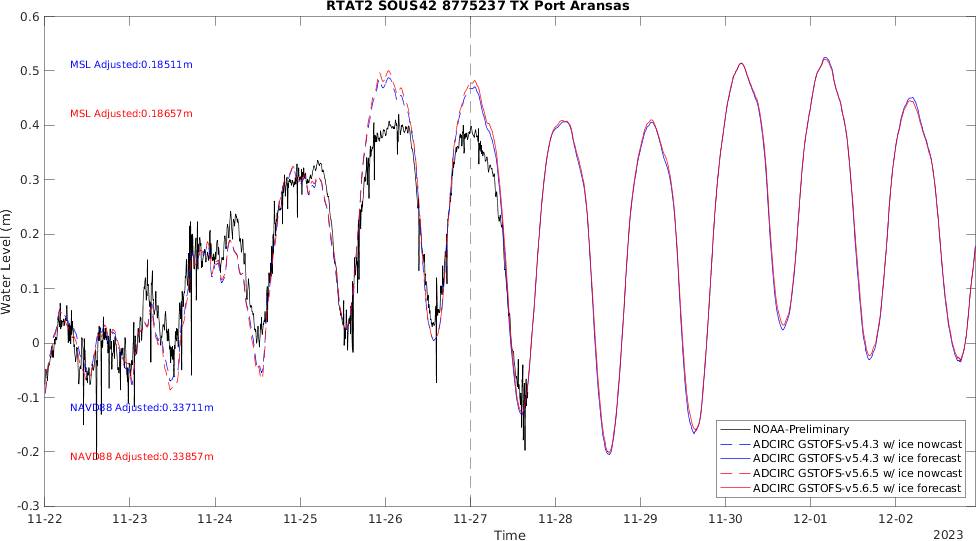 RTAT2 SOUS42 8775237 TX Port Aransas
0.6
0.5
0.4
0.3
0.2
0.1
0
-0.1
-0.2
-0.3
Water Level (m)
MSL Adjusted:0.18511m
MSL Adjusted:0.18657m
NAVD88 Adjusted:0.33711m
NAVD88 Adjusted:0.33857m
NOAA-Preliminary
ADCIRC GSTOFS-v5.4.3 w/ ice nowcast
ADCIRC GSTOFS-v5.4.3 w/ ice forecast
ADCIRC GSTOFS-v5.6.5 w/ ice nowcast
ADCIRC GSTOFS-v5.6.5 w/ ice forecast
11-22 11-23 11-24 11-25 11-26 11-27 11-28 11-29 11-30 12-01 12-02
Time
2023